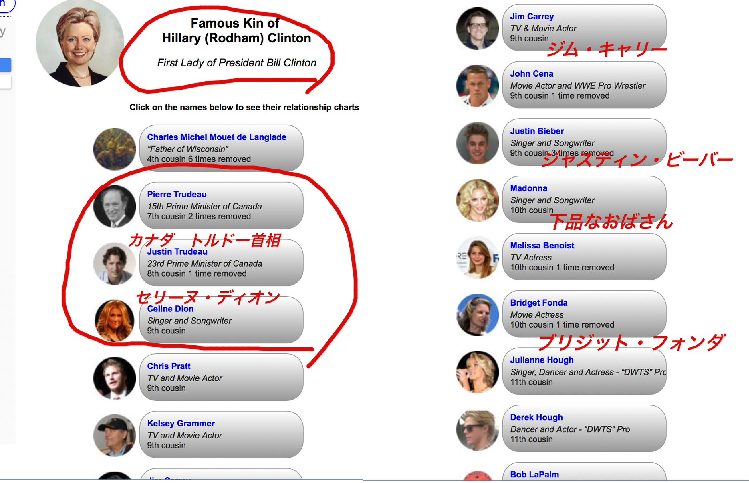 Famous Kin of
Hillary (Rodham) Clinton
First Lady of President Bill Clinton
Click on the names below to see their relationship charts
Charles Michel Mouet de Langlade
"Father of Wisconsin"
4th cousin 6 times removed
Pierre Trudeau
15th Prime Minister of Canada
7th cousin 2 times removed
カナダ トルドー首相
Justin Trudeau
23rd Prime Minister of Canada
8th cousin 1 time removed
セリーヌ・ディオン
Celine Dion
Singer and Songwriter
9th cousin
Chris Pratt
TV and Movie Actor
9th cousin
Kelsey Grammer
TV and Movie Actor
9th cousin
Jim Carrey
TV & Movie Actor
9th cousin
ジム・キャリー
John Cena
Movie Actor and WWE Pro Wrestler
9th cousin 1 time removed
Justin Bieber
Singer and Songwriter
9th cousin 3 times removed
ジャスティン・ビーバー
Madonna
Singer and Songwriter
10th cousin
下品なおばさん
Melissa Benoist
TV Actress
10th cousin 1 time removed
Bridget Fonda
Movie Actress
10th cousin 1 time removed
ブリジット・フォンダ
Julianne Hough
Singer, Dancer and Actress - "DWTS" Pro
11th cousin
Derek Hough
Dancer and Actor - "DWTS" Pro
11th cousin
Bob LaPalm